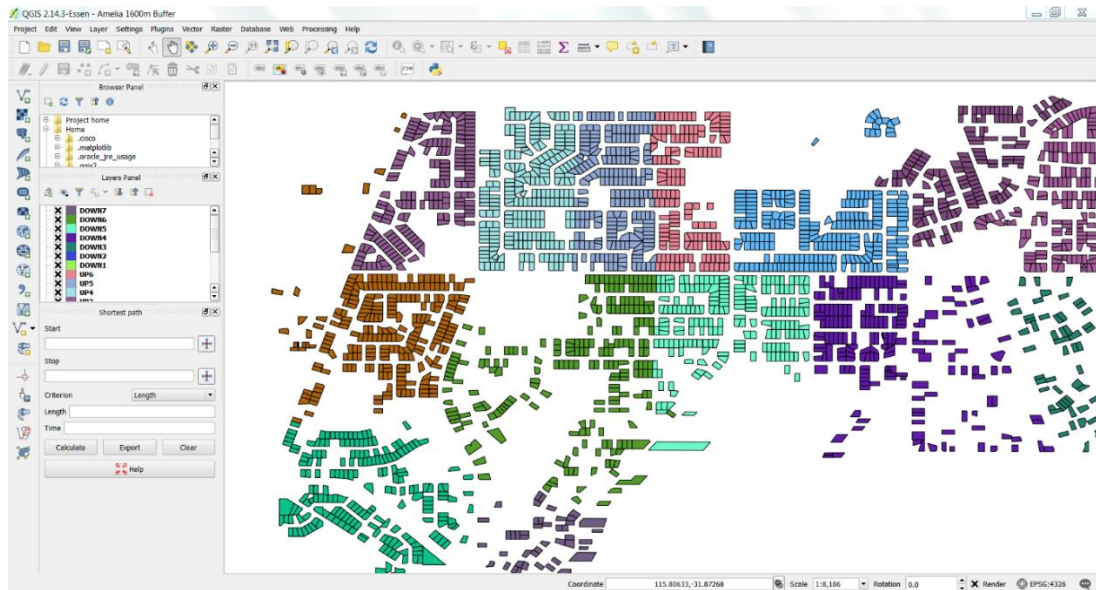 QGIS 2.14.3-Essen - Amelia 1600m Buffer
Project Edit View Layer Settings Plugins Vector Raster Database Web Processing Help
Browser Panel
Project home
Home
.cisco
.matplotlib
.oracle_jre_usage
.qgis2
Layers Panel
DOWN7
DOWN6
DOWN5
DOWN4
DOWN3
DOWN2
DOWN1
UP6
UP5
UP4
Shortest path
Start
Stop
Criterion Length
Length
Time
Calculate Export Clear
Help
Coordinate 115.80633,-31.87268 Scale 1:8,186 Rotation 0.0 Render EPSG:4326